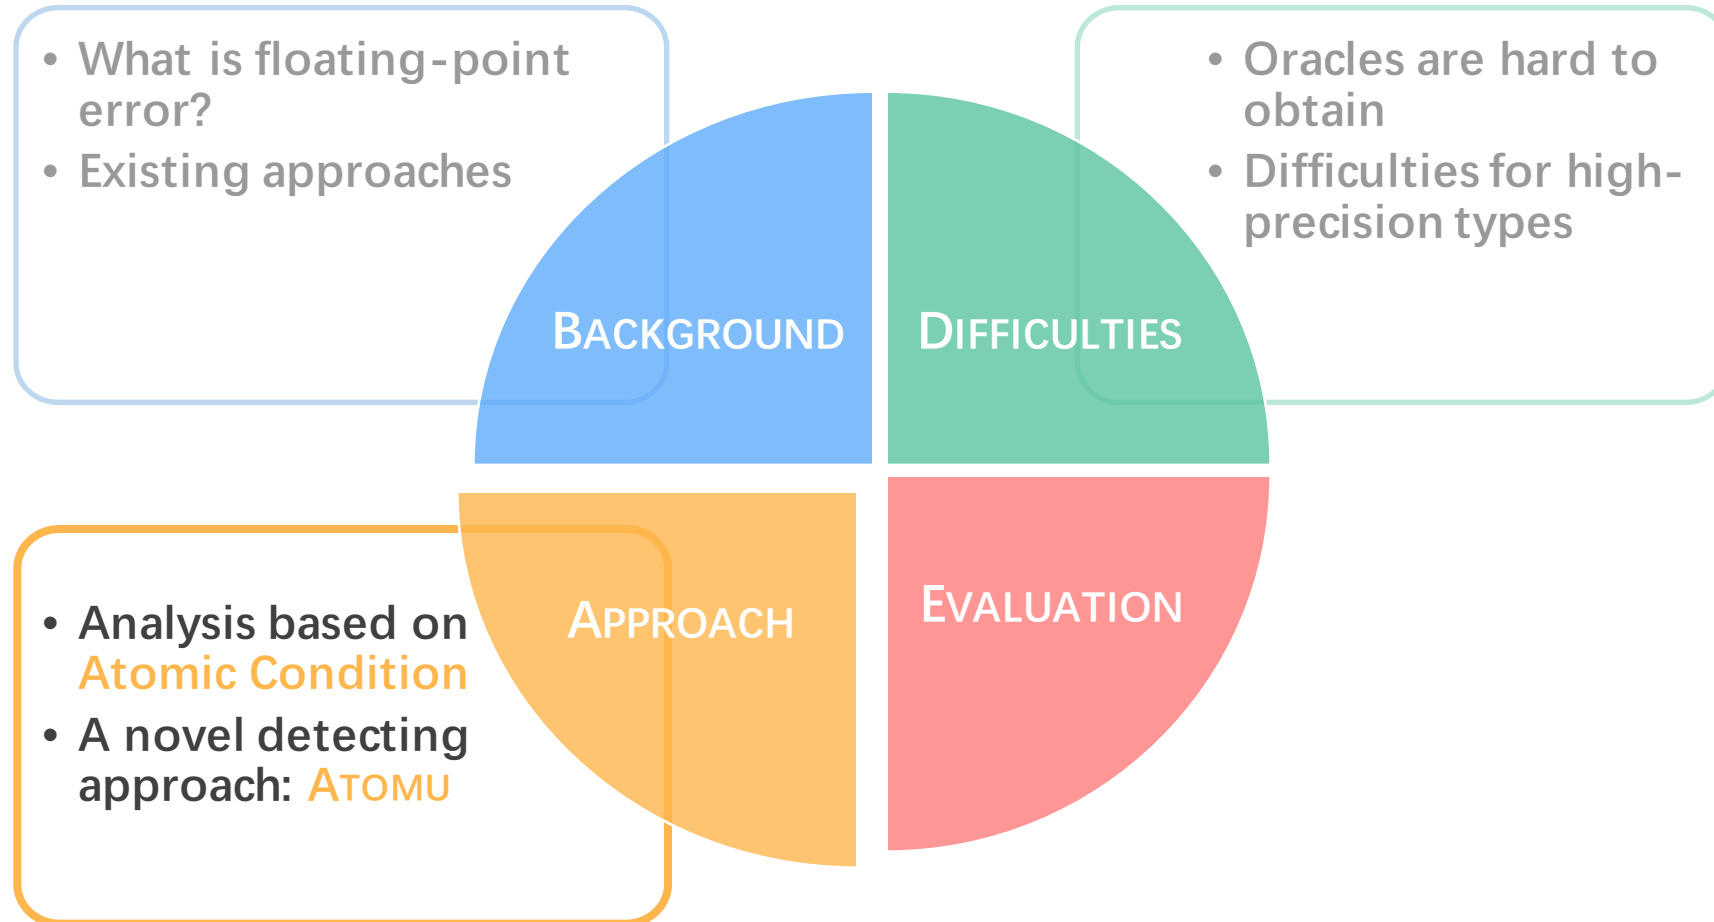 • What is floating-point
error?
• Existing approaches
• Oracles are hard to
obtain
• Difficulties for high-
precision types
BACKGROUND
DIFFICULTIES
• Analysis based on
Atomic Condition
• A novel detecting
approach: ATOMU
APPROACH
EVALUATION